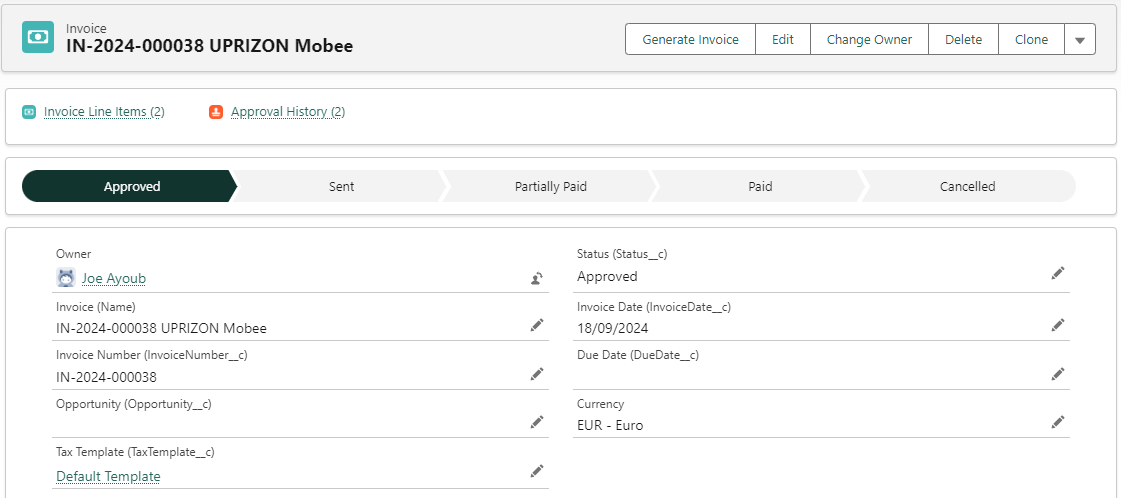 Invoice
IN-2024-000038 UPRIZON Mobee
Generate Invoice
Edit
Change Owner
Delete
Clone
Invoice Line Items (2)
Approval History (2)
Approved
Sent
Partially Paid
Paid
Cancelled
Owner
Joe Ayoub
Status (Status__c)
Approved
Invoice (Name)
IN-2024-000038 UPRIZON Mobee
Invoice Date (InvoiceDate__c)
18/09/2024
Invoice Number (InvoiceNumber__c)
IN-2024-000038
Due Date (DueDate__c)
Opportunity (Opportunity__c)
Currency
EUR - Euro
Tax Template (TaxTemplate__c)
Default Template